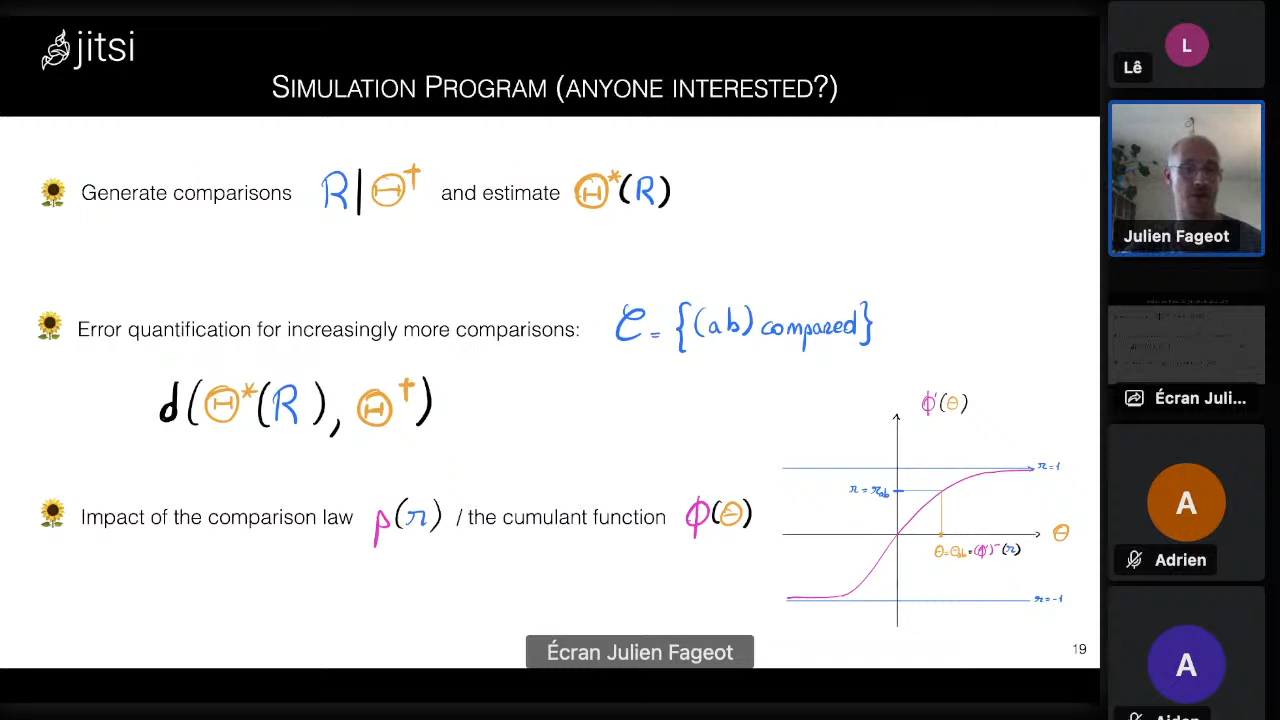 jitsi
SIMULATION PROGRAM (ANYONE INTERESTED?)
Generate comparisons R|Θ† and estimate Θ*(R)
Error quantification for increasingly more comparisons: C = {(ab) compared}
d(Θ*(R), Θ†)
Impact of the comparison law p(r) / the cumulant function ϕ(Θ)
ϕ'(Θ)
r=1
r = r_ab
Θ
θ=θ_ab=(ϕ')⁻(r)
r=-1
19
Écran Julien Fageot
L
Lê
Julien Fageot
Écran Juli...
A
Adrien
A